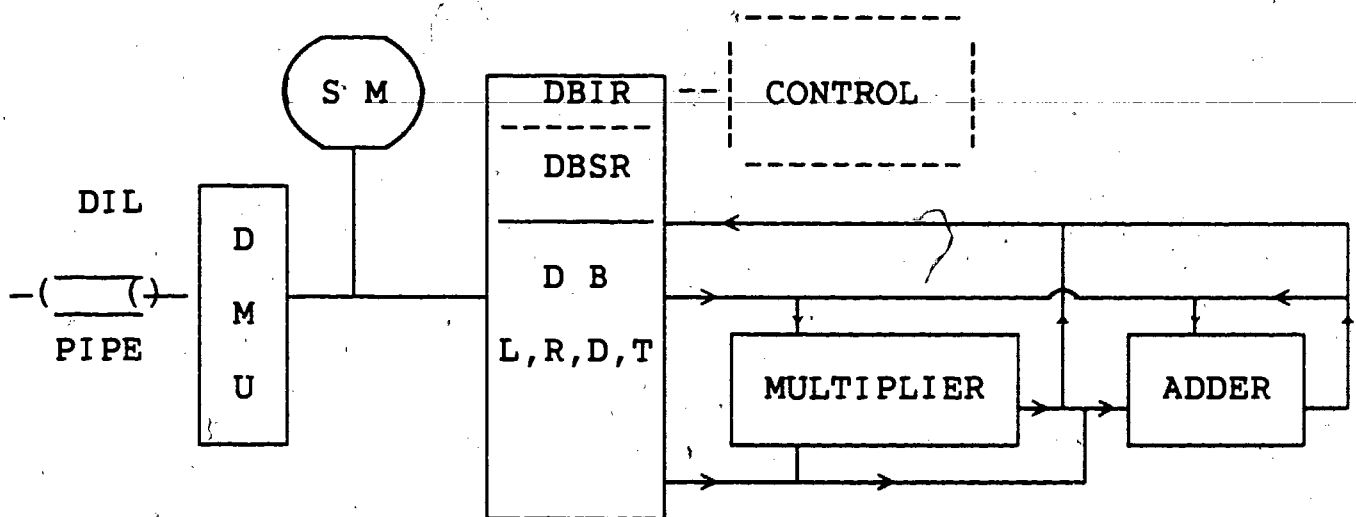 S M
DBIR
CONTROL
DBSR
DIL
PIPE
D
M
U
D B
L,R,D,T
MULTIPLIER
ADDER